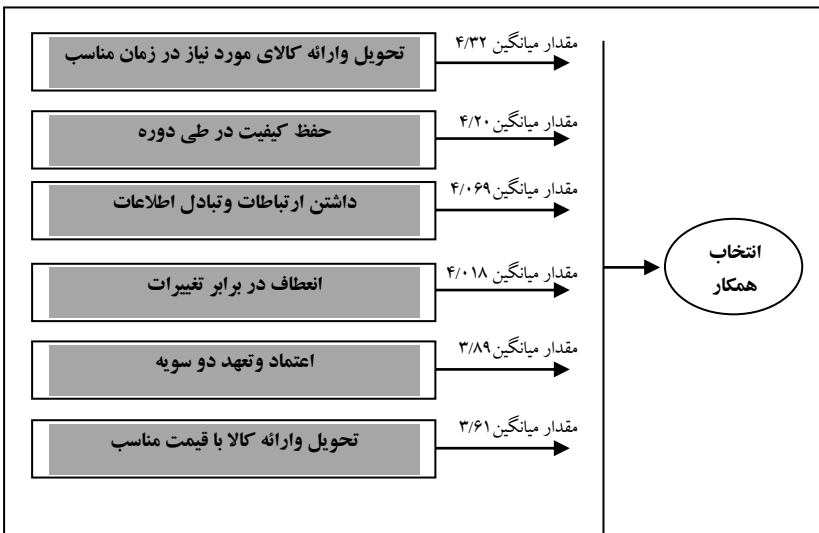 تحویل وارائه کالای مورد نیاز در زمان مناسب
مقدار میانگین ۴/۳۲
حفظ کیفیت در طی دوره
مقدار میانگین ۴/۲۰
داشتن ارتباطات وتبادل اطلاعات
مقدار میانگین ۴/۰۶۹
انعطاف در برابر تغییرات
مقدار میانگین ۴/۰۱۸
اعتماد وتعهد دو سویه
مقدار میانگین ۳/۸۹
تحویل وارائه کالا با قیمت مناسب
مقدار میانگین ۳/۶۱
انتخاب
همکار